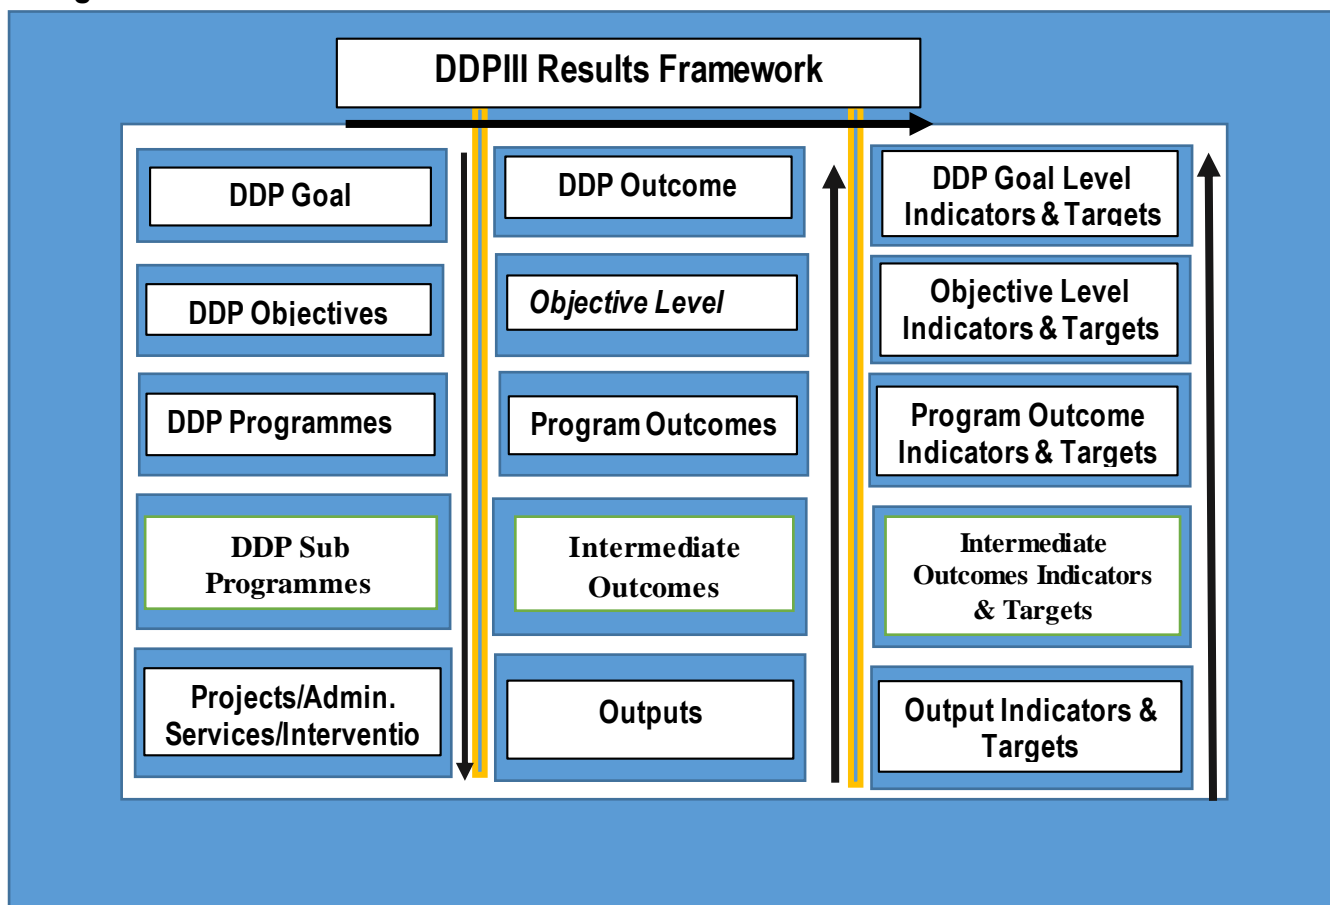 DDPIII Results Framework
DDP Goal
DDP Objectives
DDP Programmes
DDP Sub
Programmes
Projects/Admin.
Services/Interventio
DDP Outcome
Objective Level
Program Outcomes
Intermediate
Outcomes
Outputs
DDP Goal Level
Indicators & Targets
Objective Level
Indicators & Targets
Program Outcome
Indicators & Targets
Intermediate
Outcomes Indicators
& Targets
Output Indicators &
Targets